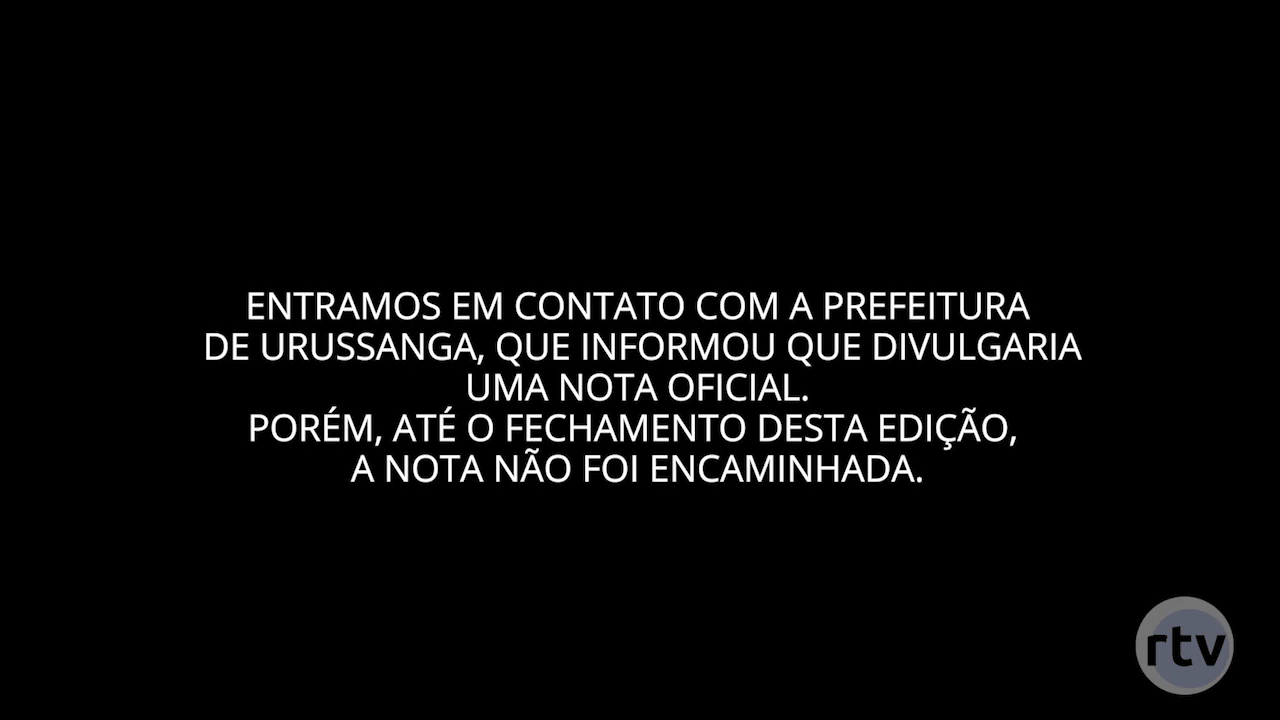 ENTRAMOS EM CONTATO COM A PREFEITURA
DE URUSSANGA, QUE INFORMOU QUE DIVULGARIA
UMA NOTA OFICIAL.
PORÉM, ATÉ O FECHAMENTO DESTA EDIÇÃO,
A NOTA NÃO FOI ENCAMINHADA.
rtv